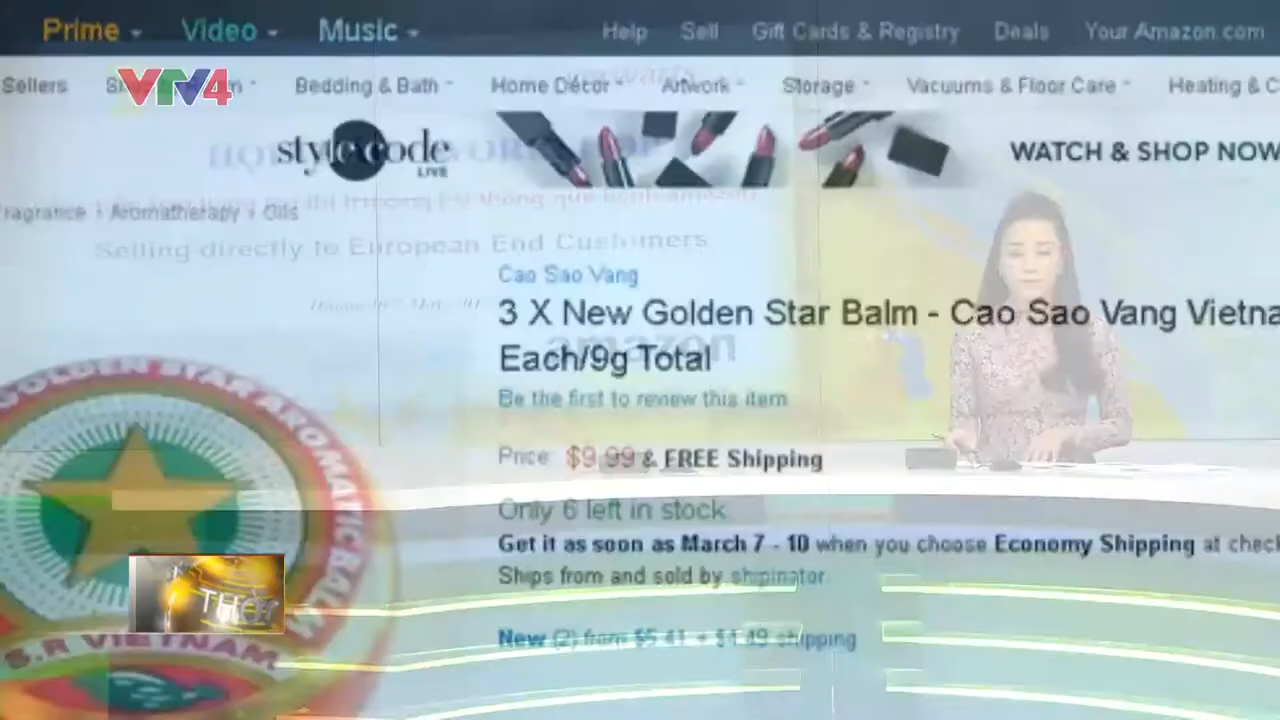 Prime Video Music Help Sell Gift Cards & Registry Deals Your Amazon.com
VTV4
Sellers Bedding & Bath Home Décor Artwork Storage Vacuums & Floor Care Heating &
style code
LIVE
WATCH & SHOP NOW
Aromatherapy › Oils
Selling directly to European End Customers
Cao Sao Vang
3 X New Golden Star Balm - Cao Sao Vang
Each/9g Total
amazon
Be the first to review this item
Price: $9.99 & FREE Shipping
Only 6 left in stock.
Get it as soon as March 7 - 10 when you choose Economy Shipping at
Ships from and sold by shipinator.
New (2) from $5.41 + $4.49 shipping
GOLDEN STAR AROMATIC BALM
S.R VIETNAM
THỜI